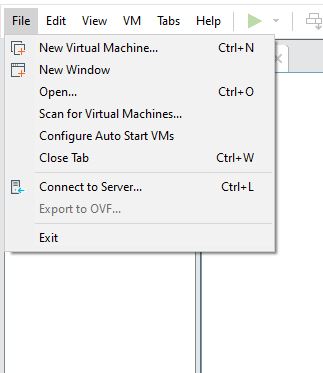 File Edit View VM Tabs Help
New Virtual Machine... Ctrl+N
New Window
Open... Ctrl+O
Scan for Virtual Machines...
Configure Auto Start VMs
Close Tab Ctrl+W
Connect to Server... Ctrl+L
Export to OVF...
Exit